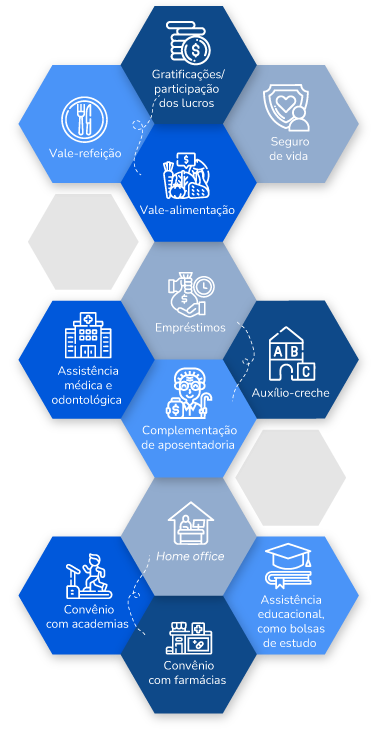 Gratificações/
participação
dos lucros
Vale-refeição
Seguro
de vida
Vale-alimentação
Empréstimos
Assistência
médica e
odontológica
A B
C
Auxílio-creche
Complementação
de aposentadoria
Home office
Convênio
com academias
Assistência
educacional,
como bolsas
de estudo
Convênio
com farmácias